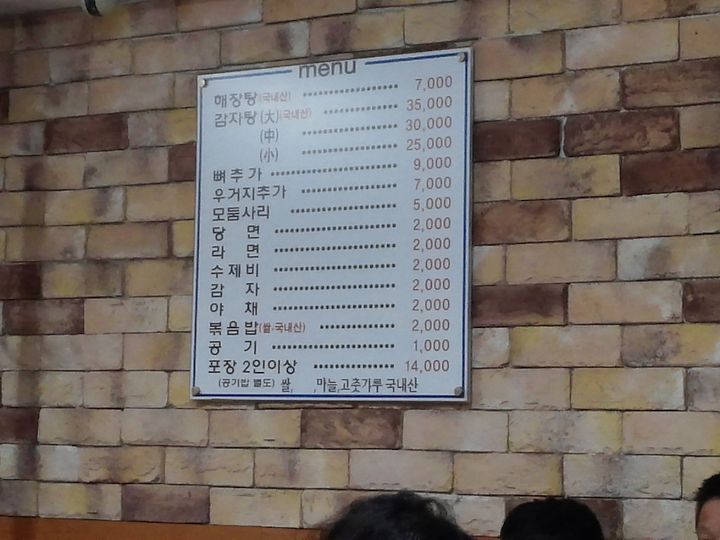 menu
해장탕(국내산) 7,000
감자탕(大)(국내산) 35,000
(中) 30,000
(小) 25,000
뼈추가 9,000
우거지추가 7,000
모둠사리 5,000
당 면 2,000
라 면 2,000
수제비 2,000
감 자 2,000
야 채 2,000
볶음밥(쌀·국내산) 2,000
공 기 1,000
포장 2인이상 14,000
(공기밥 별도) 쌀, ,마늘,고춧가루 국내산